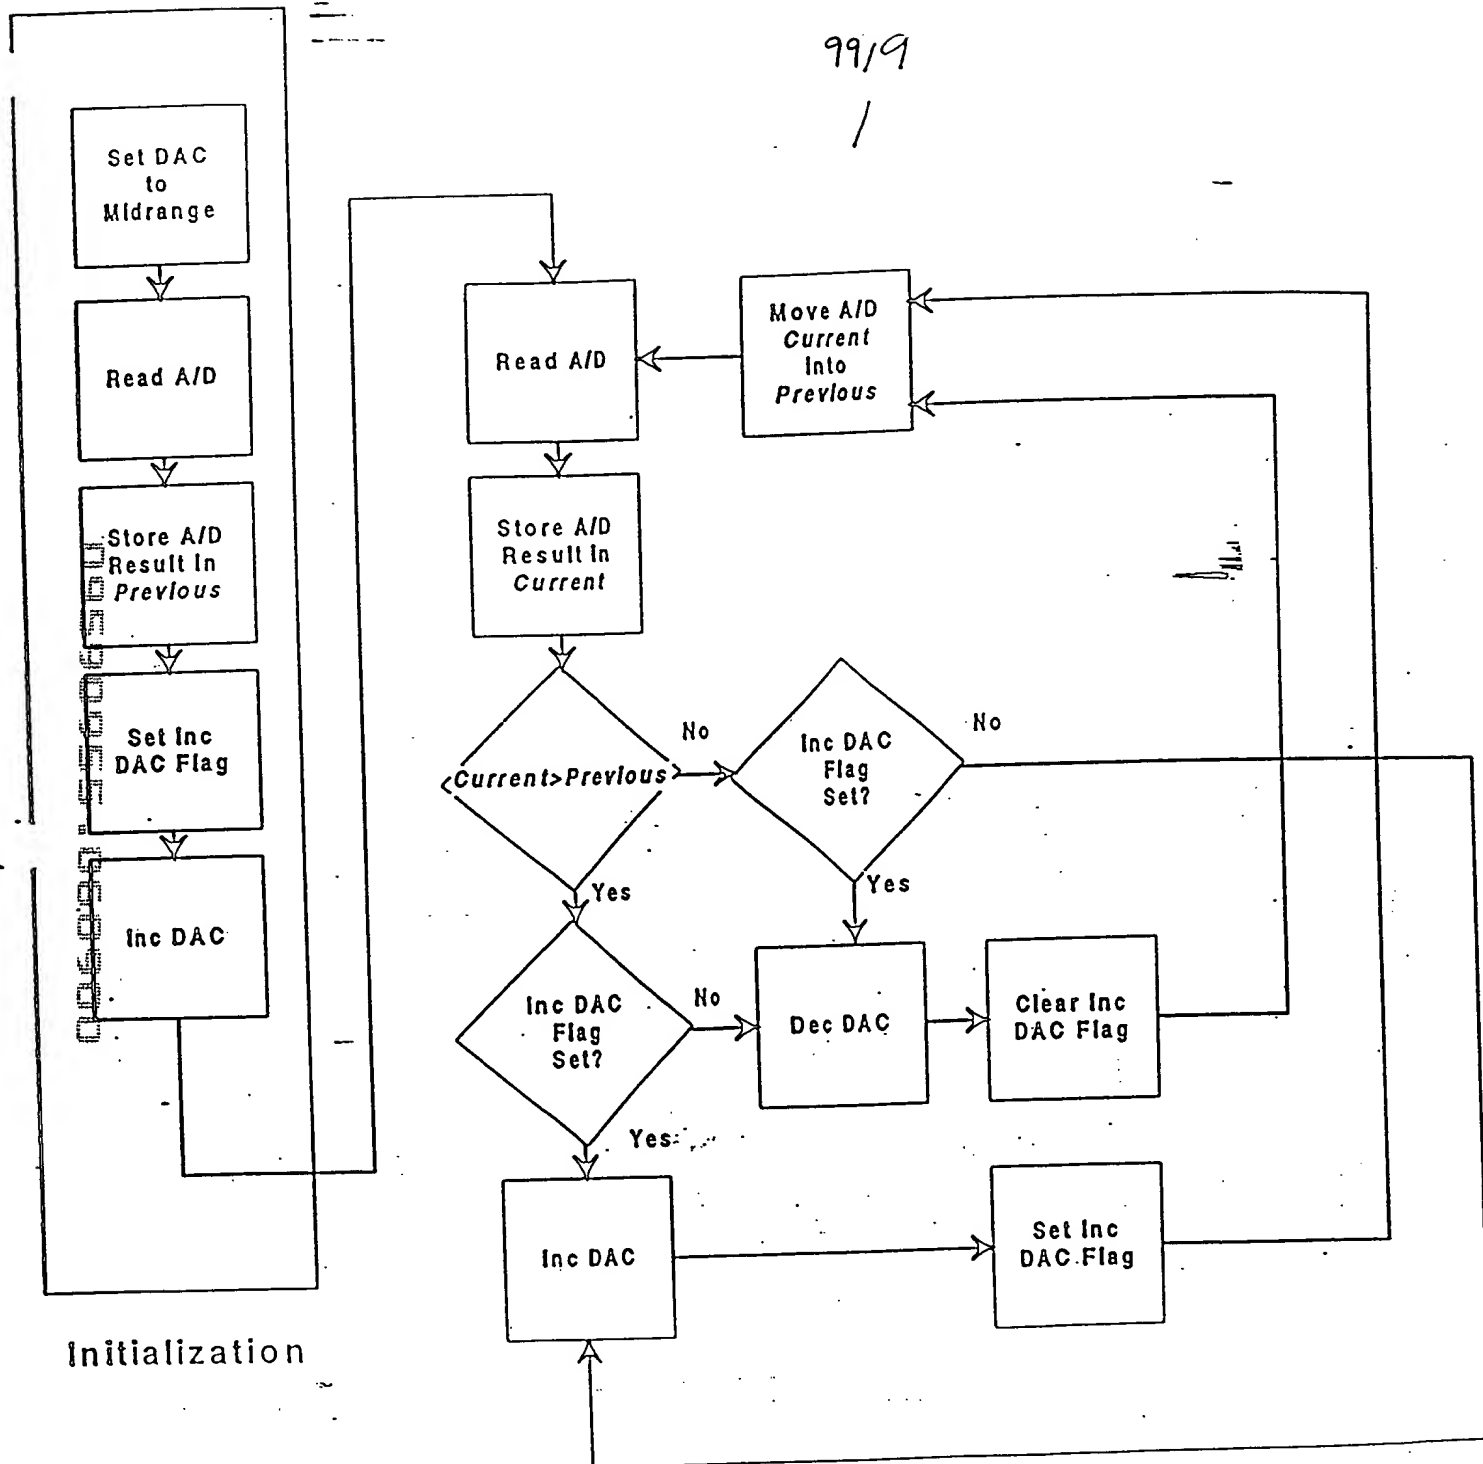 99/9
Set DAC
to
Midrange
Read A/D
Store A/D
Result in
Previous
Set Inc
DAC Flag
Inc DAC
Initialization
Read A/D
Move A/D
Current
into
Previous
Store A/D
Result in
Current
Current>Previous
No
Inc DAC
Flag
Set?
No
Yes
Yes
Inc DAC
Flag
Set?
No
Dec DAC
Clear Inc
DAC Flag
Yes
Inc DAC
Set Inc
DAC Flag